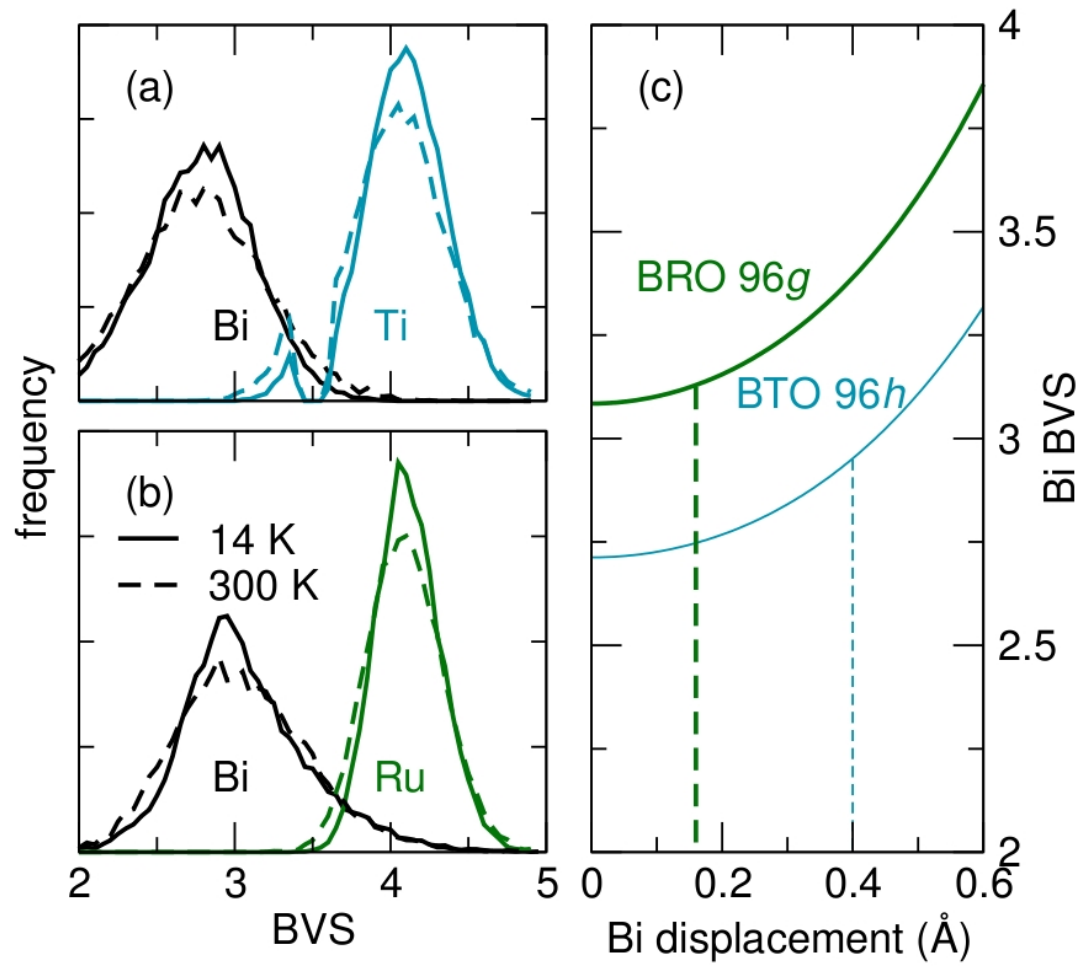 (a)
Bi
Ti
(b)
14 K
300 K
Bi
Ru
frequency
2
3
4
5
BVS
(c)
BRO 96g
BTO 96h
4
3.5
3
2.5
2
Bi BVS
0
0.2
0.4
0.6
Bi displacement (Å)